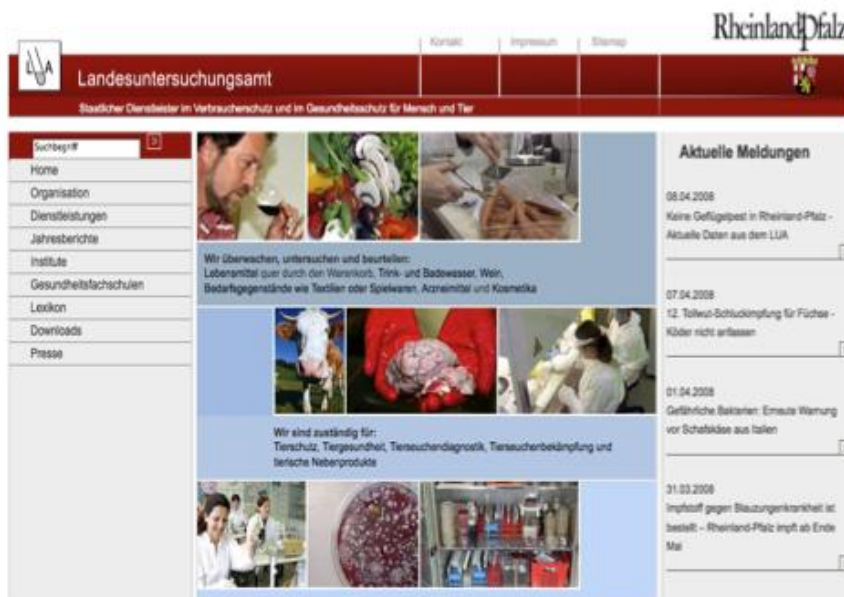 Kontakt
Impressum
Sitemap
RheinlandPfalz
LUA
Landesuntersuchungsamt
Staatlicher Dienstleister im Verbraucherschutz und im Gesundheitsschutz für Mensch und Tier
Suchbegriff
Home
Organisation
Dienstleistungen
Jahresberichte
Institute
Gesundheitsfachschulen
Lexikon
Downloads
Presse
Wir überwachen, untersuchen und beurteilen:
Lebensmittel quer durch den Warenkorb, Trink- und Badewasser, Wein,
Bedarfsgegenstände wie Textilien oder Spielwaren, Arzneimittel und Kosmetika
Wir sind zuständig für:
Tierschutz, Tiergesundheit, Tierseuchendiagnostik, Tierseuchenbekämpfung und
tierische Nebenprodukte
Aktuelle Meldungen
08.04.2008
Keine Geflügelpest in Rheinland-Pfalz -
Aktuelle Daten aus dem LUA
07.04.2008
12. Tollwut-Schluckimpfung für Füchse -
Köder nicht anfassen
01.04.2008
Gefährliche Bakterien: Erneute Warnung
vor Schafskäse aus Italien
31.03.2008
Impfstoff gegen Blauzungenkrankheit ist
bestellt – Rheinland-Pfalz impft ab Ende
Mai